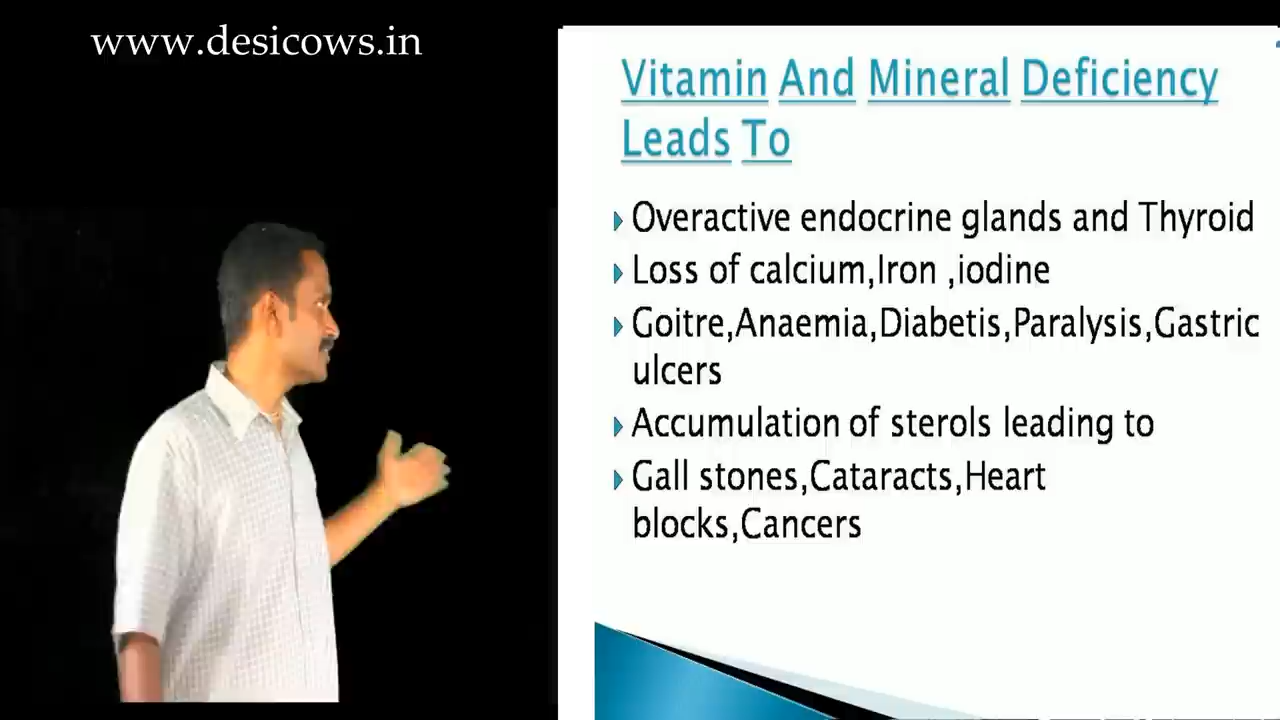 www.desicows.in
Vitamin And Mineral Deficiency
Leads To
Overactive endocrine glands and Thyroid
Loss of calcium,Iron ,iodine
Goitre,Anaemia,Diabetis,Paralysis,Gastric
ulcers
Accumulation of sterols leading to
Gall stones,Cataracts,Heart
blocks,Cancers